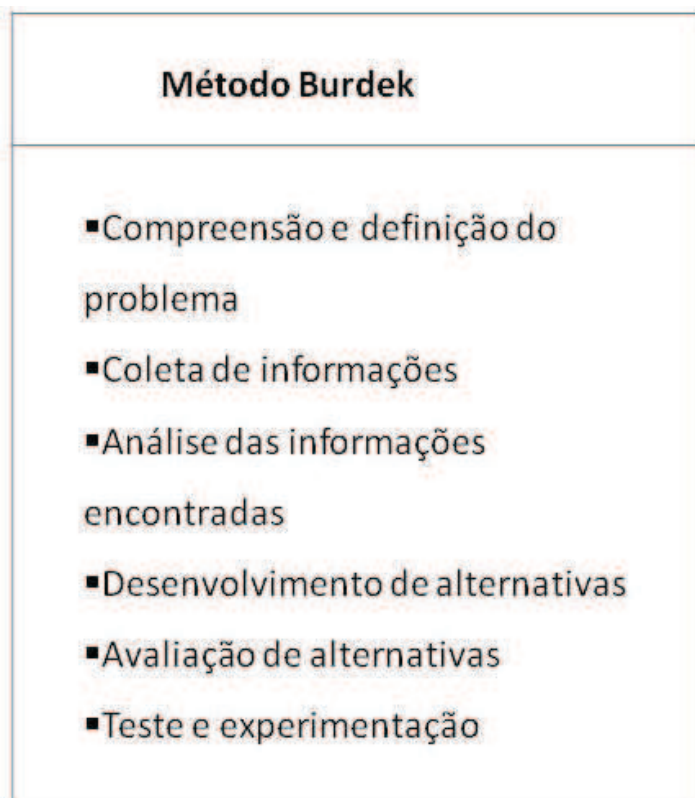 Método Burdek
▪Compreensão e definição do
problema
▪Coleta de informações
▪Análise das informações
encontradas
▪Desenvolvimento de alternativas
▪Avaliação de alternativas
▪Teste e experimentação